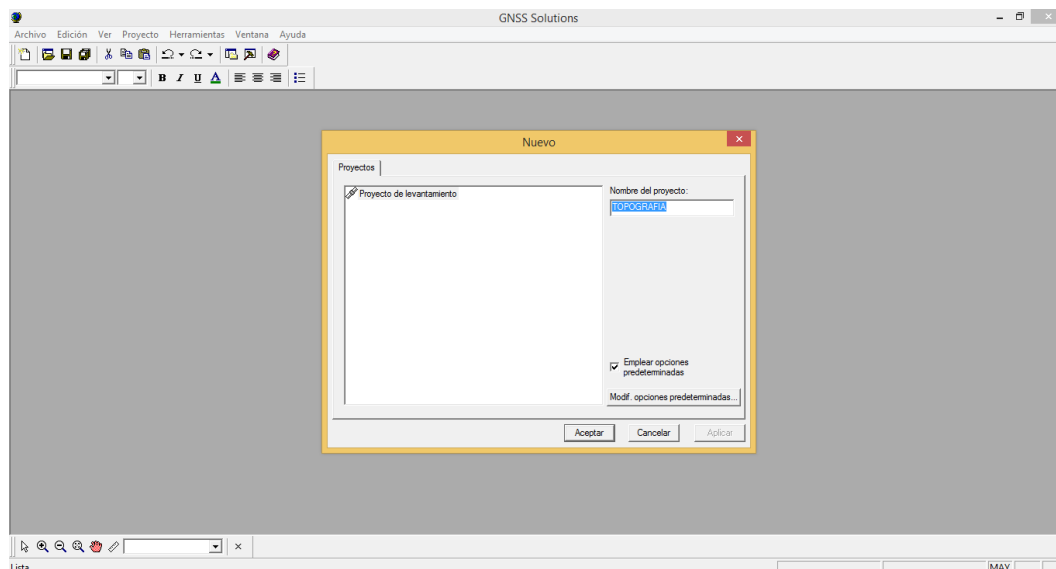 GNSS Solutions
Archivo Edición Ver Proyecto Herramientas Ventana Ayuda
B I U A
Nuevo
Proyectos
Proyecto de levantamiento
Nombre del proyecto:
TOPOGRAFIA
Emplear opciones
predeterminadas
Modif. opciones predeterminadas...
Aceptar Cancelar Aplicar
Lista
MAY